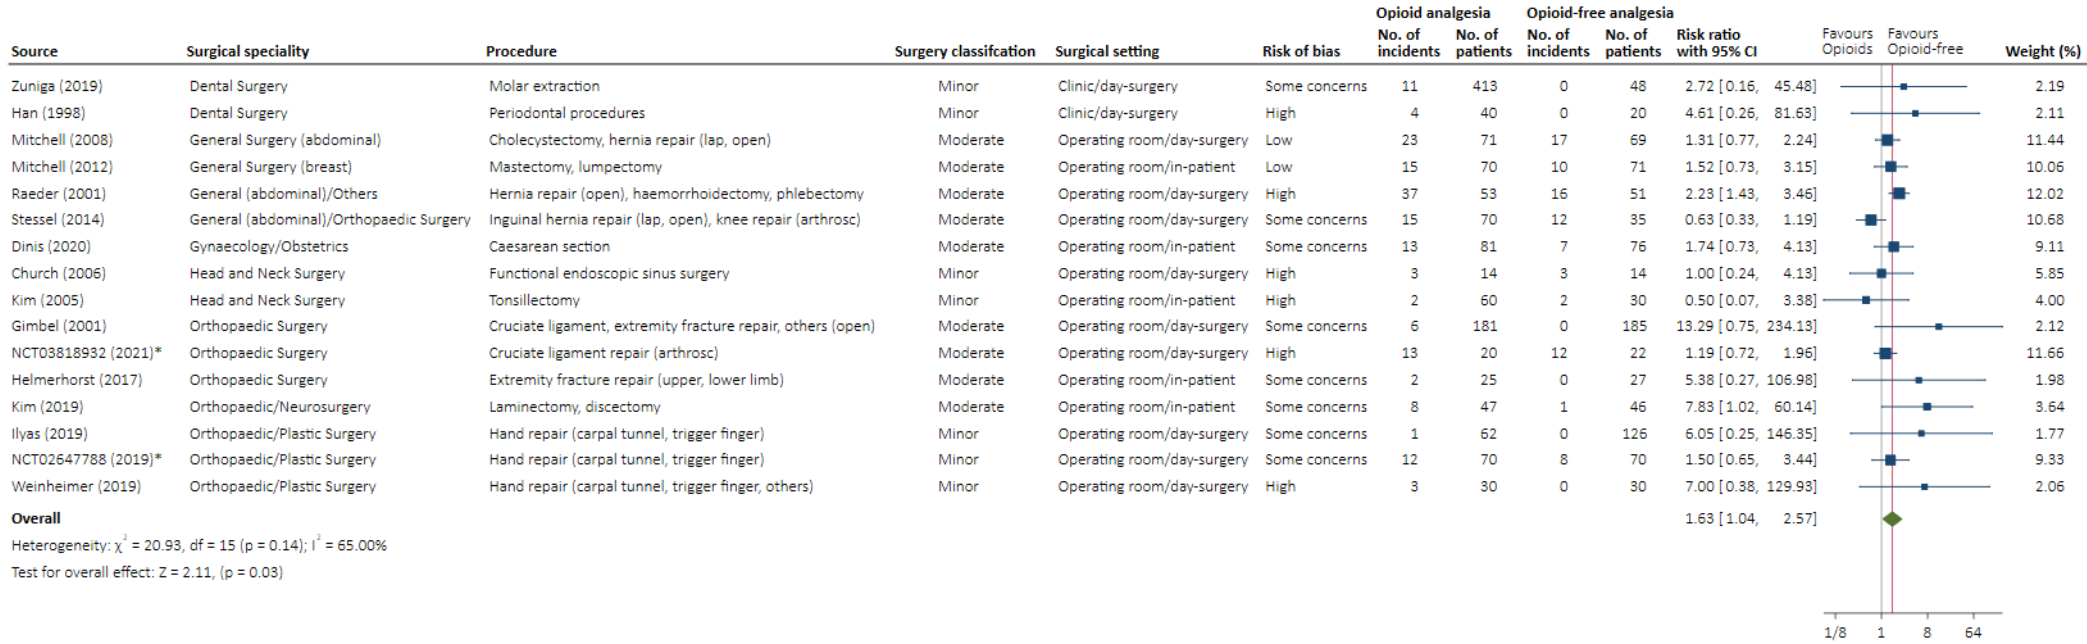 Opioid analgesia Opioid-free analgesia
No. of No. of No. of No. of Risk ratio Favours Favours
Source Surgical speciality Procedure Surgery classifcation Surgical setting Risk of bias incidents patients incidents patients with 95% CI Opioids Opioid-free Weight (%)
Zuniga (2019) Dental Surgery Molar extraction Minor Clinic/day-surgery Some concerns 11 413 0 48 2.72 [0.16, 45.48] 2.19
Han (1998) Dental Surgery Periodontal procedures Minor Clinic/day-surgery High 4 40 0 20 4.61 [0.26, 81.63] 2.11
Mitchell (2008) General Surgery (abdominal) Cholecystectomy, hernia repair (lap, open) Moderate Operating room/day-surgery Low 23 71 17 69 1.31 [0.77, 2.24] 11.44
Mitchell (2012) General Surgery (breast) Mastectomy, lumpectomy Moderate Operating room/in-patient Low 15 70 10 71 1.52 [0.73, 3.15] 10.06
Raeder (2001) General (abdominal)/Others Hernia repair (open), haemorrhoidectomy, phlebectomy Moderate Operating room/day-surgery High 37 53 16 51 2.23 [1.43, 3.46] 12.02
Stessel (2014) General (abdominal)/Orthopaedic Surgery Inguinal hernia repair (lap, open), knee repair (arthrosc) Moderate Operating room/day-surgery Some concerns 15 70 12 35 0.63 [0.33, 1.19] 10.68
Dinis (2020) Gynaecology/Obstetrics Caesarean section Moderate Operating room/in-patient Some concerns 13 81 7 76 1.74 [0.73, 4.13] 9.11
Church (2006) Head and Neck Surgery Functional endoscopic sinus surgery Minor Operating room/day-surgery High 3 14 3 14 1.00 [0.24, 4.13] 5.85
Kim (2005) Head and Neck Surgery Tonsillectomy Minor Operating room/in-patient High 2 60 2 30 0.50 [0.07, 3.38] 4.00
Gimbel (2001) Orthopaedic Surgery Cruciate ligament, extremity fracture repair, others (open) Moderate Operating room/day-surgery Some concerns 6 181 0 185 13.29 [0.75, 234.13] 2.12
NCT03818932 (2021)* Orthopaedic Surgery Cruciate ligament repair (arthrosc) Moderate Operating room/day-surgery High 13 20 12 22 1.19 [0.72, 1.96] 11.66
Helmerhorst (2017) Orthopaedic Surgery Extremity fracture repair (upper, lower limb) Moderate Operating room/in-patient Some concerns 2 25 0 27 5.38 [0.27, 106.98] 1.98
Kim (2019) Orthopaedic/Neurosurgery Laminectomy, discectomy Moderate Operating room/in-patient Some concerns 8 47 1 46 7.83 [1.02, 60.14] 3.64
Ilyas (2019) Orthopaedic/Plastic Surgery Hand repair (carpal tunnel, trigger finger) Minor Operating room/day-surgery Some concerns 1 62 0 126 6.05 [0.25, 146.35] 1.77
NCT02647788 (2019)* Orthopaedic/Plastic Surgery Hand repair (carpal tunnel, trigger finger) Minor Operating room/day-surgery Some concerns 12 70 8 70 1.50 [0.65, 3.44] 9.33
Weinheimer (2019) Orthopaedic/Plastic Surgery Hand repair (carpal tunnel, trigger finger, others) Minor Operating room/day-surgery High 3 30 0 30 7.00 [0.38, 129.93] 2.06
Overall 1.63 [1.04, 2.57]
Heterogeneity: χ² = 20.93, df = 15 (p = 0.14); I² = 65.00%
Test for overall effect: Z = 2.11, (p = 0.03)
1/8 1 8 64